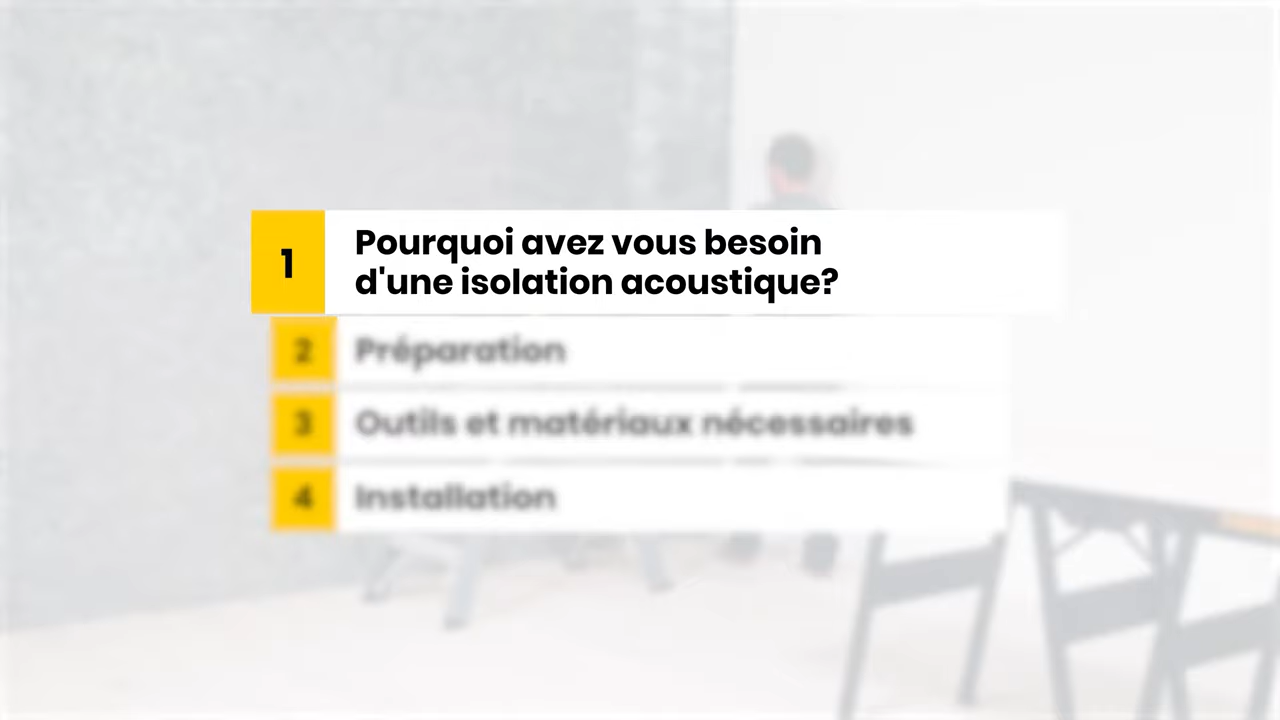 1 Pourquoi avez vous besoin
d'une isolation acoustique?
2 Préparation
3 Outils et matériaux nécessaires
4 Installation